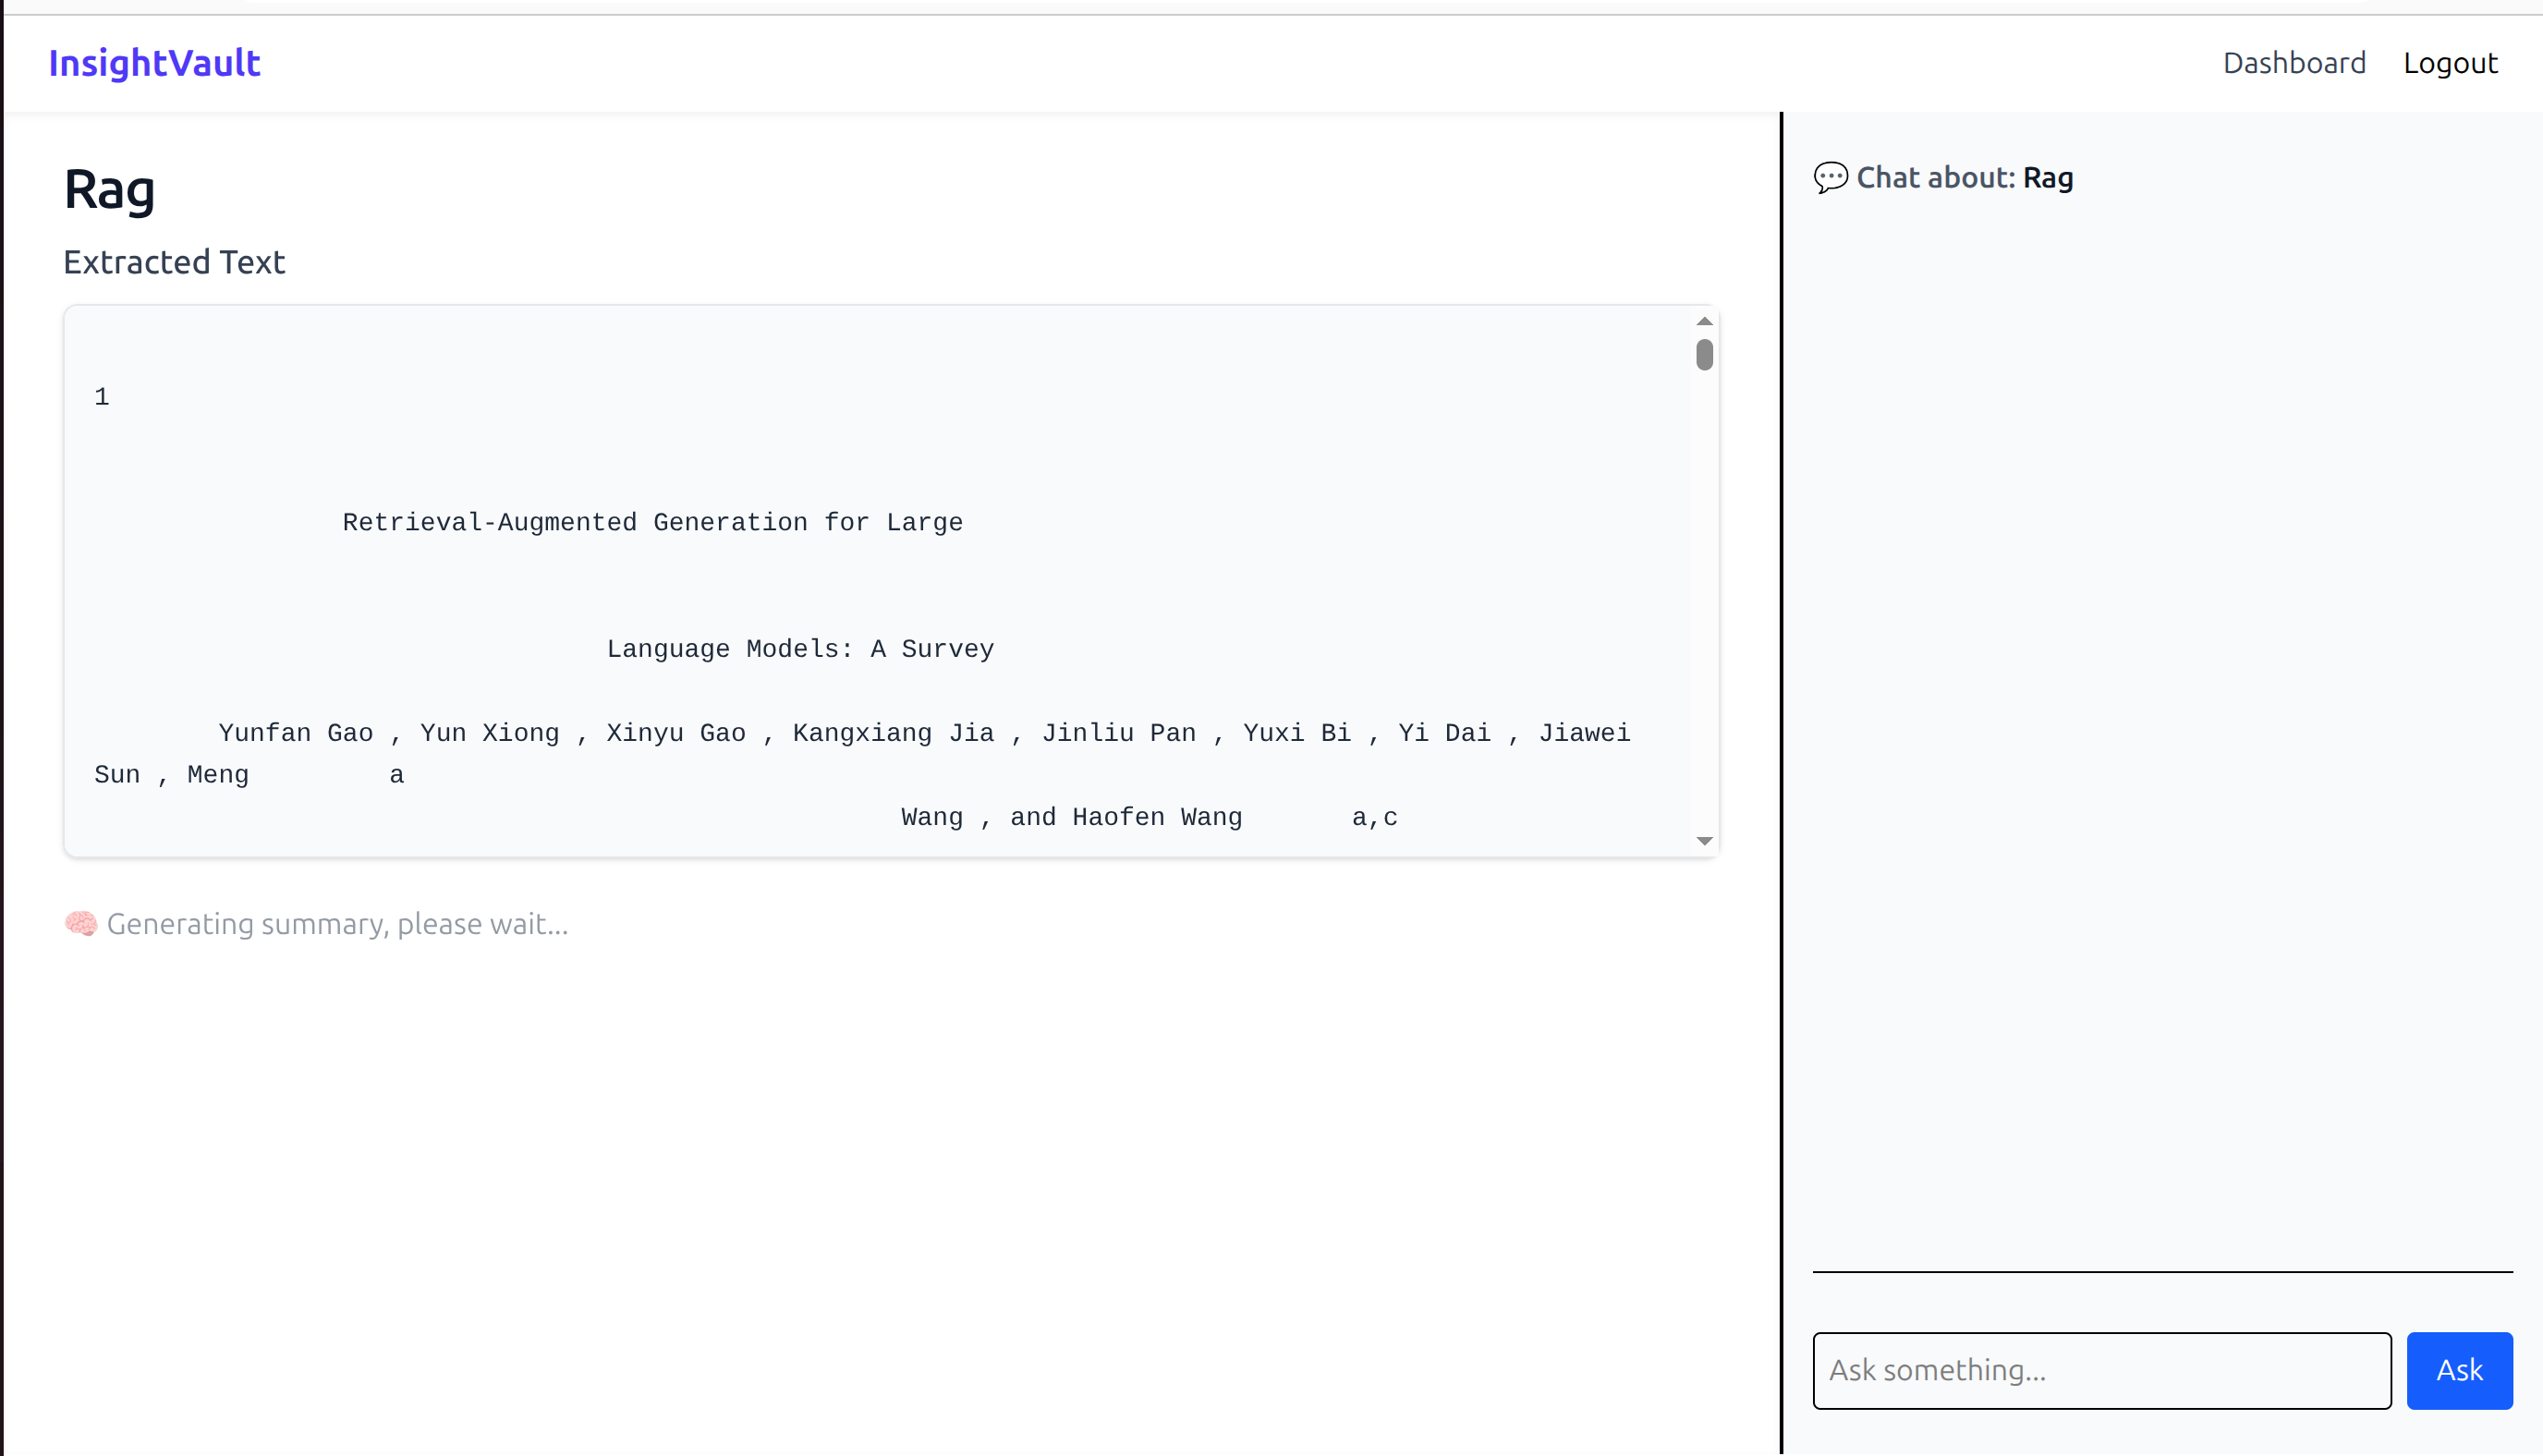 InsightVault
Dashboard Logout
Rag
Extracted Text
1
Retrieval-Augmented Generation for Large
Language Models: A Survey
Yunfan Gao , Yun Xiong , Xinyu Gao , Kangxiang Jia , Jinliu Pan , Yuxi Bi , Yi Dai , Jiawei
Sun , Meng a
Wang , and Haofen Wang a,c
🧠 Generating summary, please wait...
💬 Chat about: Rag
Ask something...
Ask